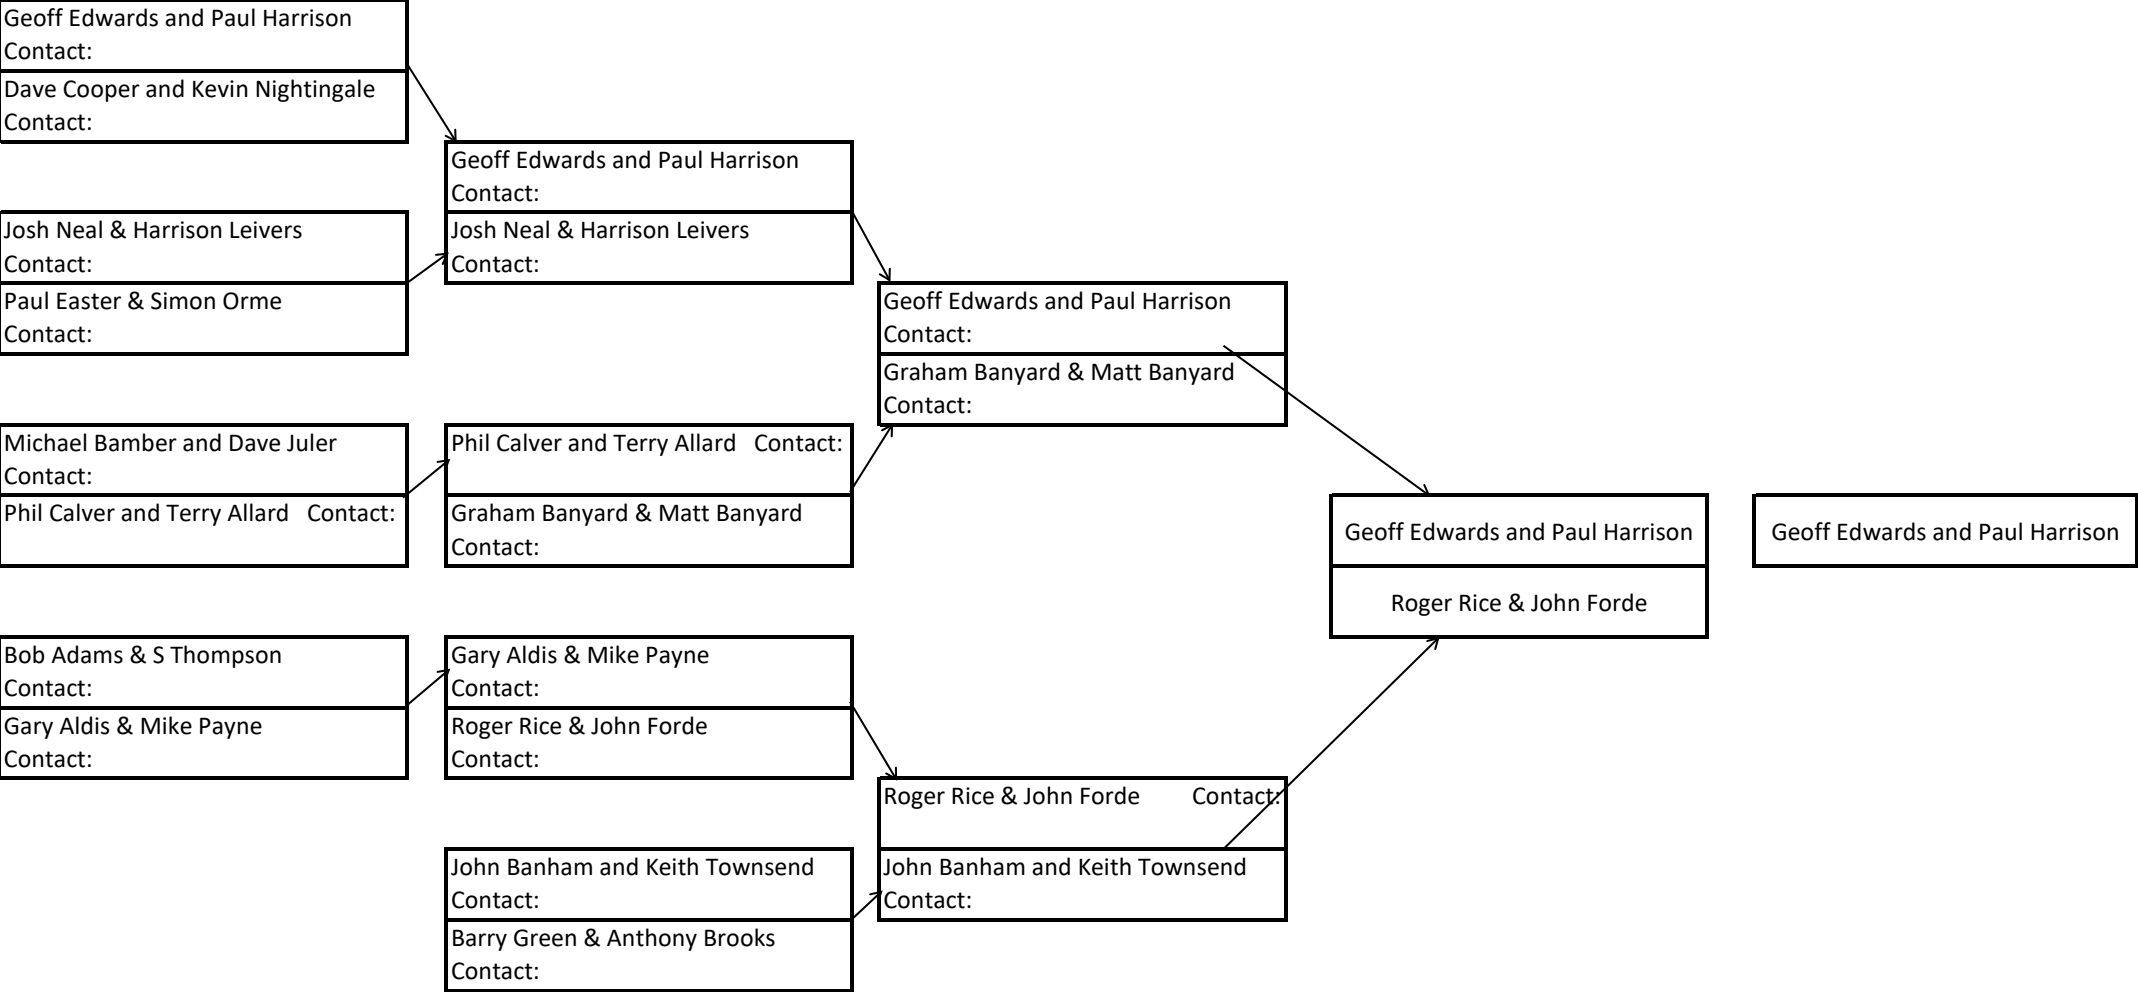 Geoff Edwards and Paul Harrison
Contact:
Dave Cooper and Kevin Nightingale
Contact:
Josh Neal & Harrison Leivers
Contact:
Paul Easter & Simon Orme
Contact:
Michael Bamber and Dave Juler
Contact:
Phil Calver and Terry Allard Contact:
Bob Adams & S Thompson
Contact:
Gary Aldis & Mike Payne
Contact:
Geoff Edwards and Paul Harrison
Contact:
Josh Neal & Harrison Leivers
Contact:
Phil Calver and Terry Allard Contact:
Graham Banyard & Matt Banyard
Contact:
Gary Aldis & Mike Payne
Contact:
Roger Rice & John Forde
Contact:
John Banham and Keith Townsend
Contact:
Barry Green & Anthony Brooks
Contact:
Geoff Edwards and Paul Harrison
Contact:
Graham Banyard & Matt Banyard
Contact:
Roger Rice & John Forde Contact:
John Banham and Keith Townsend
Contact:
Geoff Edwards and Paul Harrison
Roger Rice & John Forde
Geoff Edwards and Paul Harrison